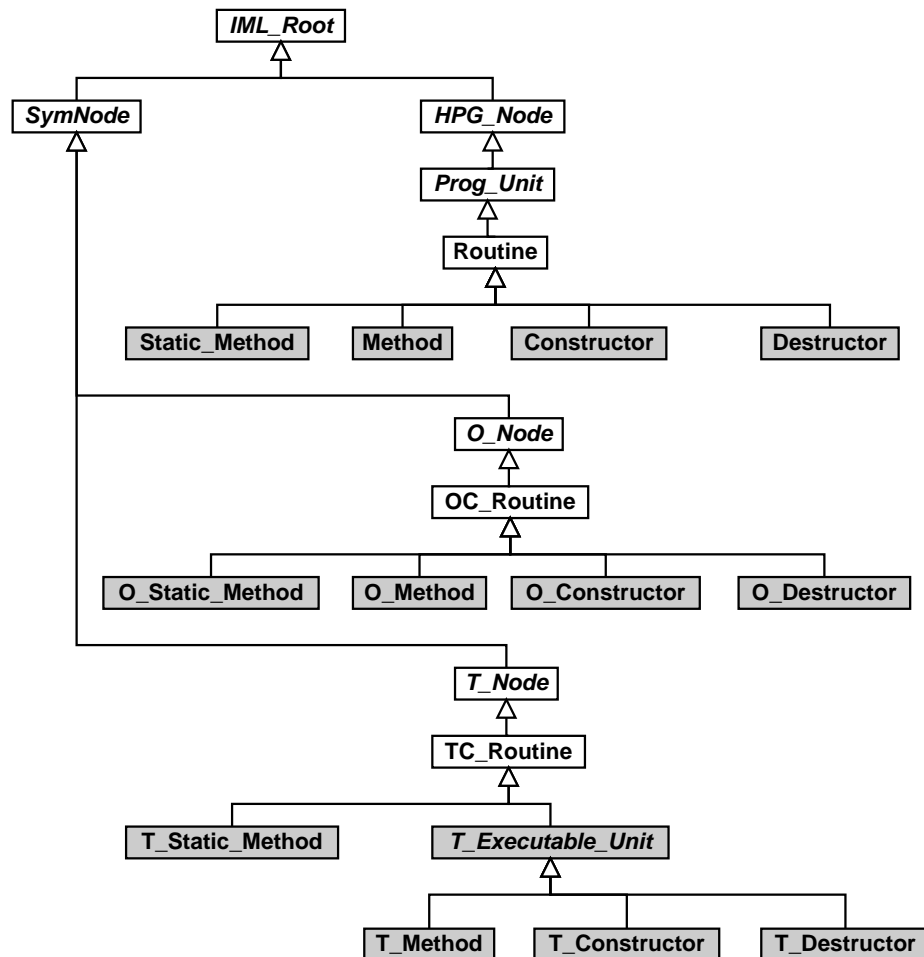 IML_Root
SymNode
HPG_Node
Prog_Unit
Routine
Static_Method Method Constructor Destructor
O_Node
OC_Routine
O_Static_Method O_Method O_Constructor O_Destructor
T_Node
TC_Routine
T_Static_Method T_Executable_Unit
T_Method T_Constructor T_Destructor